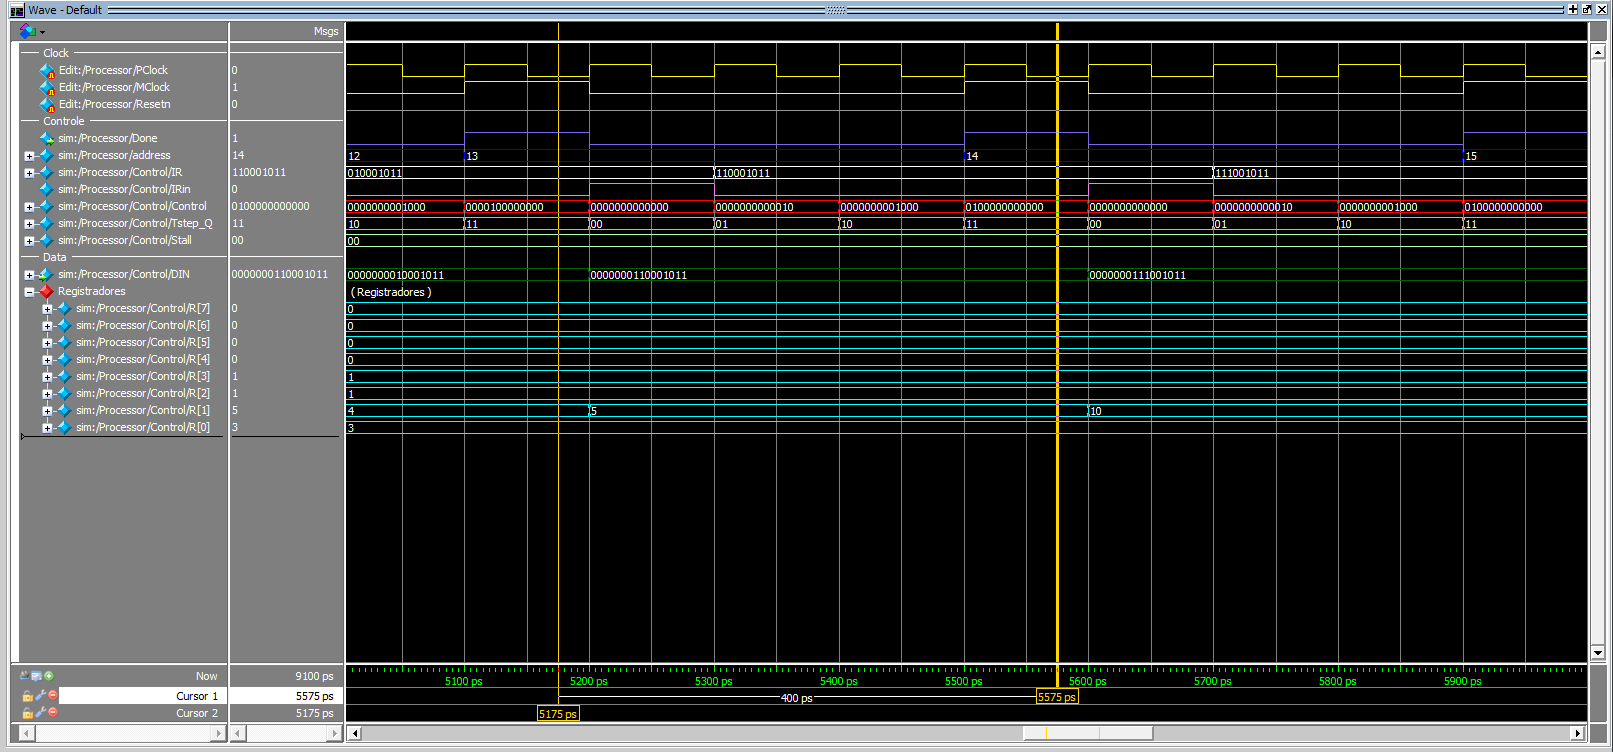 Wave - Default
Msgs
Clock
Edit:/Processor/PClock 0
Edit:/Processor/MClock 1
Edit:/Processor/Resetn 0
Controle
sim:/Processor/Done 1
sim:/Processor/address 14 12 13 14 15
sim:/Processor/Control/IR 110001011 010001011 110001011 111001011
sim:/Processor/Control/IRin 0
sim:/Processor/Control/Control 0100000000000 0000000001000 0000100000000 0000000000000 0000000000010 0000000001000 0100000000000 0000000000000 0000000000010 0000000001000 0100000000000
sim:/Processor/Control/Tstep_Q 11 10 11 00 01 10 11 00 01 10 11
sim:/Processor/Control/Stall 00 00
Data
sim:/Processor/Control/DIN 0000000110001011 0000000010001011 0000000110001011 0000000111001011
Registradores ( Registradores )
sim:/Processor/Control/R[7] 0 0
sim:/Processor/Control/R[6] 0 0
sim:/Processor/Control/R[5] 0 0
sim:/Processor/Control/R[4] 0 0
sim:/Processor/Control/R[3] 1 1
sim:/Processor/Control/R[2] 1 1
sim:/Processor/Control/R[1] 5 4 5 10
sim:/Processor/Control/R[0] 3 3
Now 9100 ps 5100 ps 5200 ps 5300 ps 5400 ps 5500 ps 5600 ps 5700 ps 5800 ps 5900 ps
Cursor 1 5575 ps 400 ps 5575 ps
Cursor 2 5175 ps 5175 ps